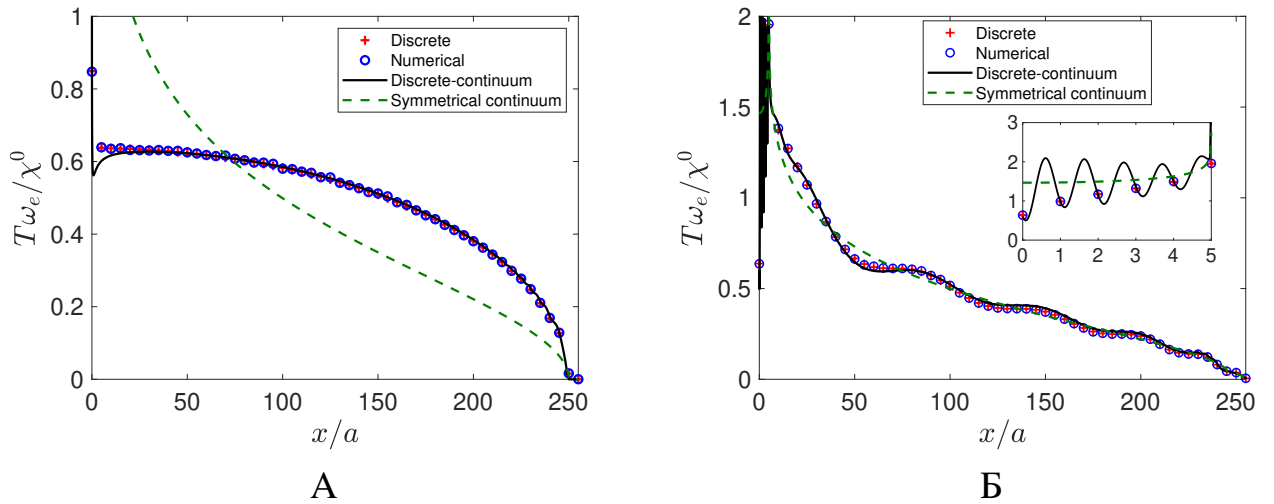 1
0.8
0.6
0.4
0.2
0
0 50 100 150 200 250
Tω_e/χ^0
x/a
Discrete
Numerical
Discrete-continuum
Symmetrical continuum
А
2
1.5
1
0.5
0
0 50 100 150 200 250
Tω_e/χ^0
x/a
Discrete
Numerical
Discrete-continuum
Symmetrical continuum
3
2
1
0
0 1 2 3 4 5
Б